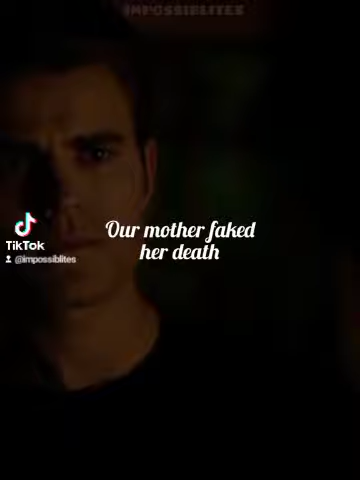 IMPOSSIBLITES
Our mother faked
her death
TikTok
@impossiblites